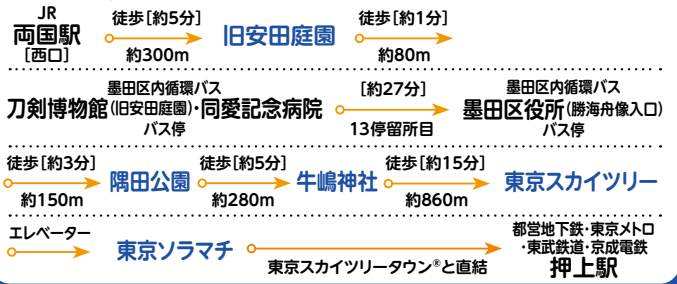 JR
両国駅
[西口]
徒歩[約5分]
約300m
旧安田庭園
徒歩[約1分]
約80m
墨田区内循環バス
刀剣博物館(旧安田庭園)・同愛記念病院
バス停
[約27分]
13停留所目
墨田区内循環バス
墨田区役所(勝海舟像入口)
バス停
徒歩[約3分]
約150m
隅田公園
徒歩[約5分]
約280m
牛嶋神社
徒歩[約15分]
約860m
東京スカイツリー
エレベーター
東京ソラマチ
東京スカイツリータウン®と直結
都営地下鉄・東京メトロ
・東武鉄道・京成電鉄
押上駅